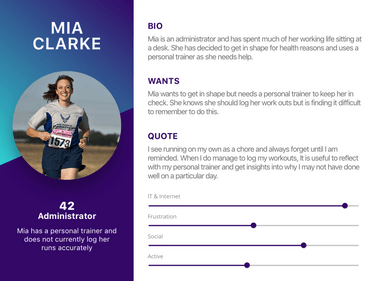 MIA
CLARKE
1573
42
Administrator
Mia has a personal trainer and
does not currently log her
runs accurately
BIO
Mia is an administrator and has spent much of her working life sitting at
a desk. She has decided to get in shape for health reasons and uses a
personal trainer as she needs help.
WANTS
Mia wants to get in shape but needs a personal trainer to keep her in
check. She knows she should log her work outs but is finding it difficult
to remember to do this.
QUOTE
I see running on my own as a chore and always forget until I am
reminded. When I do manage to log my workouts, It is useful to reflect
with my personal trainer and get insights into why I may not have done
well on a particular day.
IT & Internet
Frustration
Social
Active